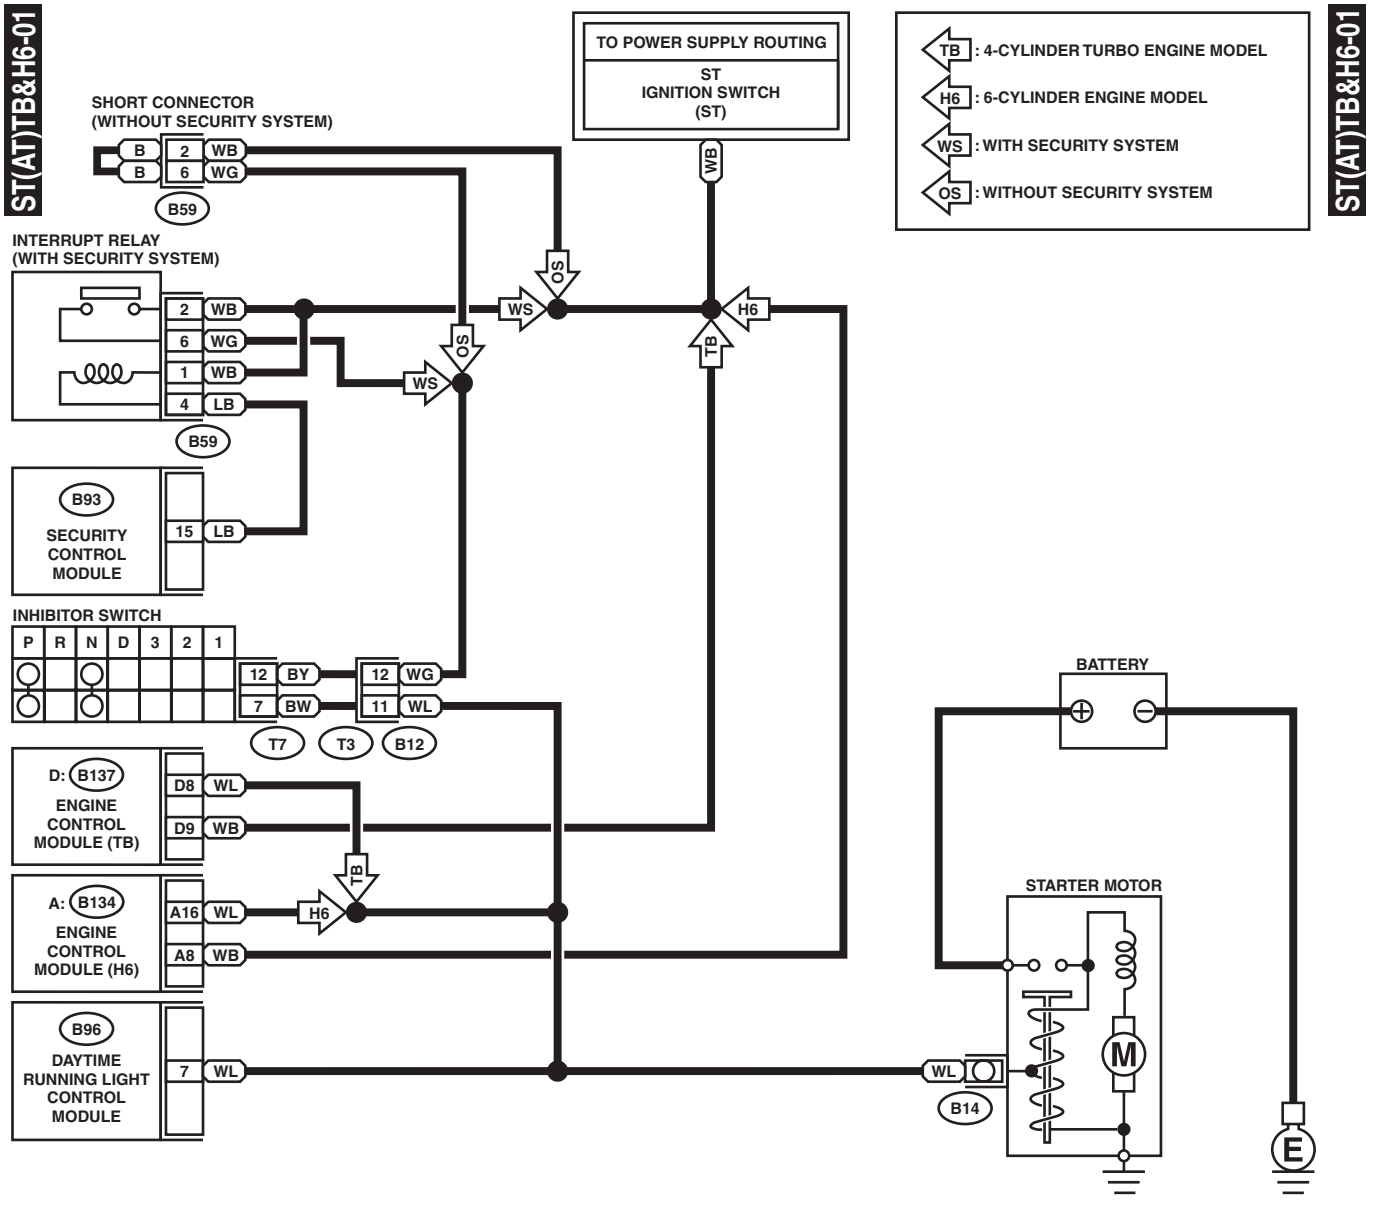 ST(AT)TB&H6-01
ST(AT)TB&H6-01
TO POWER SUPPLY ROUTING
ST
IGNITION SWITCH
(ST)
WB
TB : 4-CYLINDER TURBO ENGINE MODEL
H6 : 6-CYLINDER ENGINE MODEL
WS : WITH SECURITY SYSTEM
OS : WITHOUT SECURITY SYSTEM
SHORT CONNECTOR
(WITHOUT SECURITY SYSTEM)
B 2 WB
B 6 WG
B59
INTERRUPT RELAY
(WITH SECURITY SYSTEM)
2 WB
6 WG
1 WB
4 LB
B59
OS
WS
H6
OS
TB
WS
B93
SECURITY
CONTROL
MODULE
15 LB
INHIBITOR SWITCH
P R N D 3 2 1
12 BY 12 WG
7 BW 11 WL
T7 T3 B12
D: B137
ENGINE
CONTROL
MODULE (TB)
D8 WL
D9 WB
TB
A: B134
ENGINE
CONTROL
MODULE (H6)
A16 WL H6
A8 WB
B96
DAYTIME
RUNNING LIGHT
CONTROL
MODULE
7 WL
BATTERY
+ −
STARTER MOTOR
M
WL
B14
E